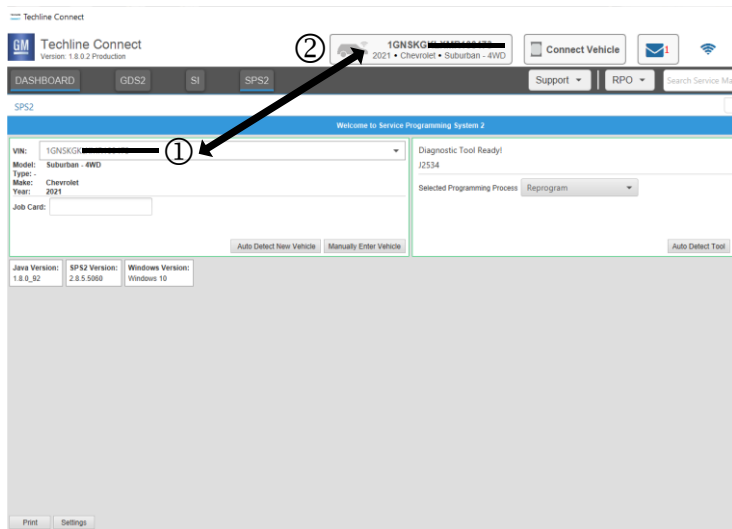 Techline Connect
GM
Techline Connect
Version: 1.8.0.2 Production
②
2021 • Chevrolet • Suburban - 4WD
Connect Vehicle
1
DASHBOARD
GDS2
SI
SPS2
Support
RPO
Search Service Ma
SPS2
Welcome to Service Programming System 2
VIN:
1GNSKGK
①
Model: Suburban - 4WD
Type: -
Make: Chevrolet
Year: 2021
Job Card:
Auto Detect New Vehicle
Manually Enter Vehicle
Diagnostic Tool Ready!
J2534
Selected Programming Process
Reprogram
Auto Detect Tool
Java Version:
1.8.0_92
SPS2 Version:
2.8.5.5060
Windows Version:
Windows 10
Print
Settings